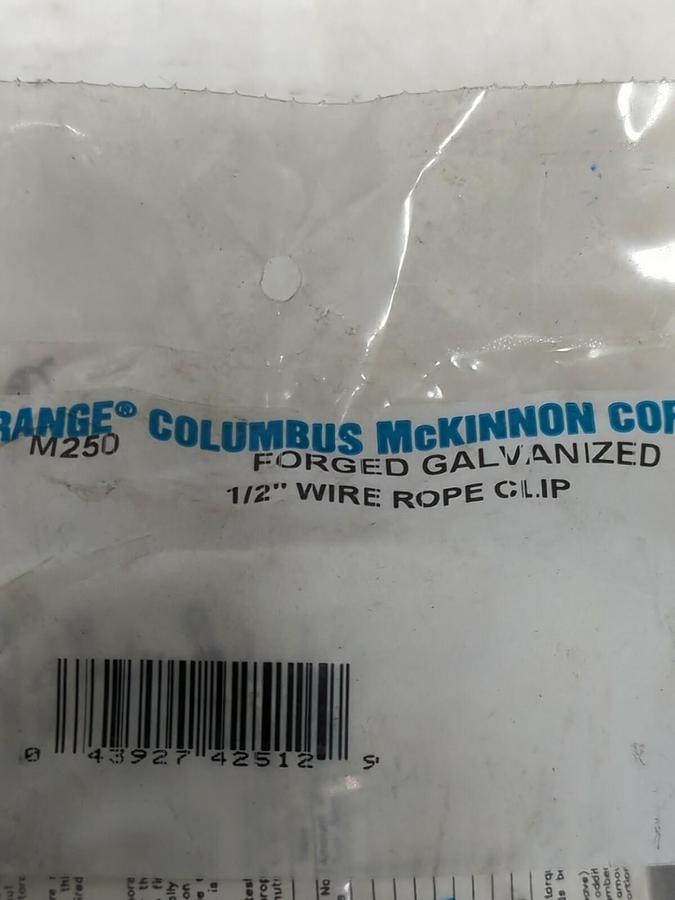 RANGE® COLUMBUS McKINNON COR
M250
FORGED GALVANIZED
1/2" WIRE ROPE CLIP
0 43927 42512 9